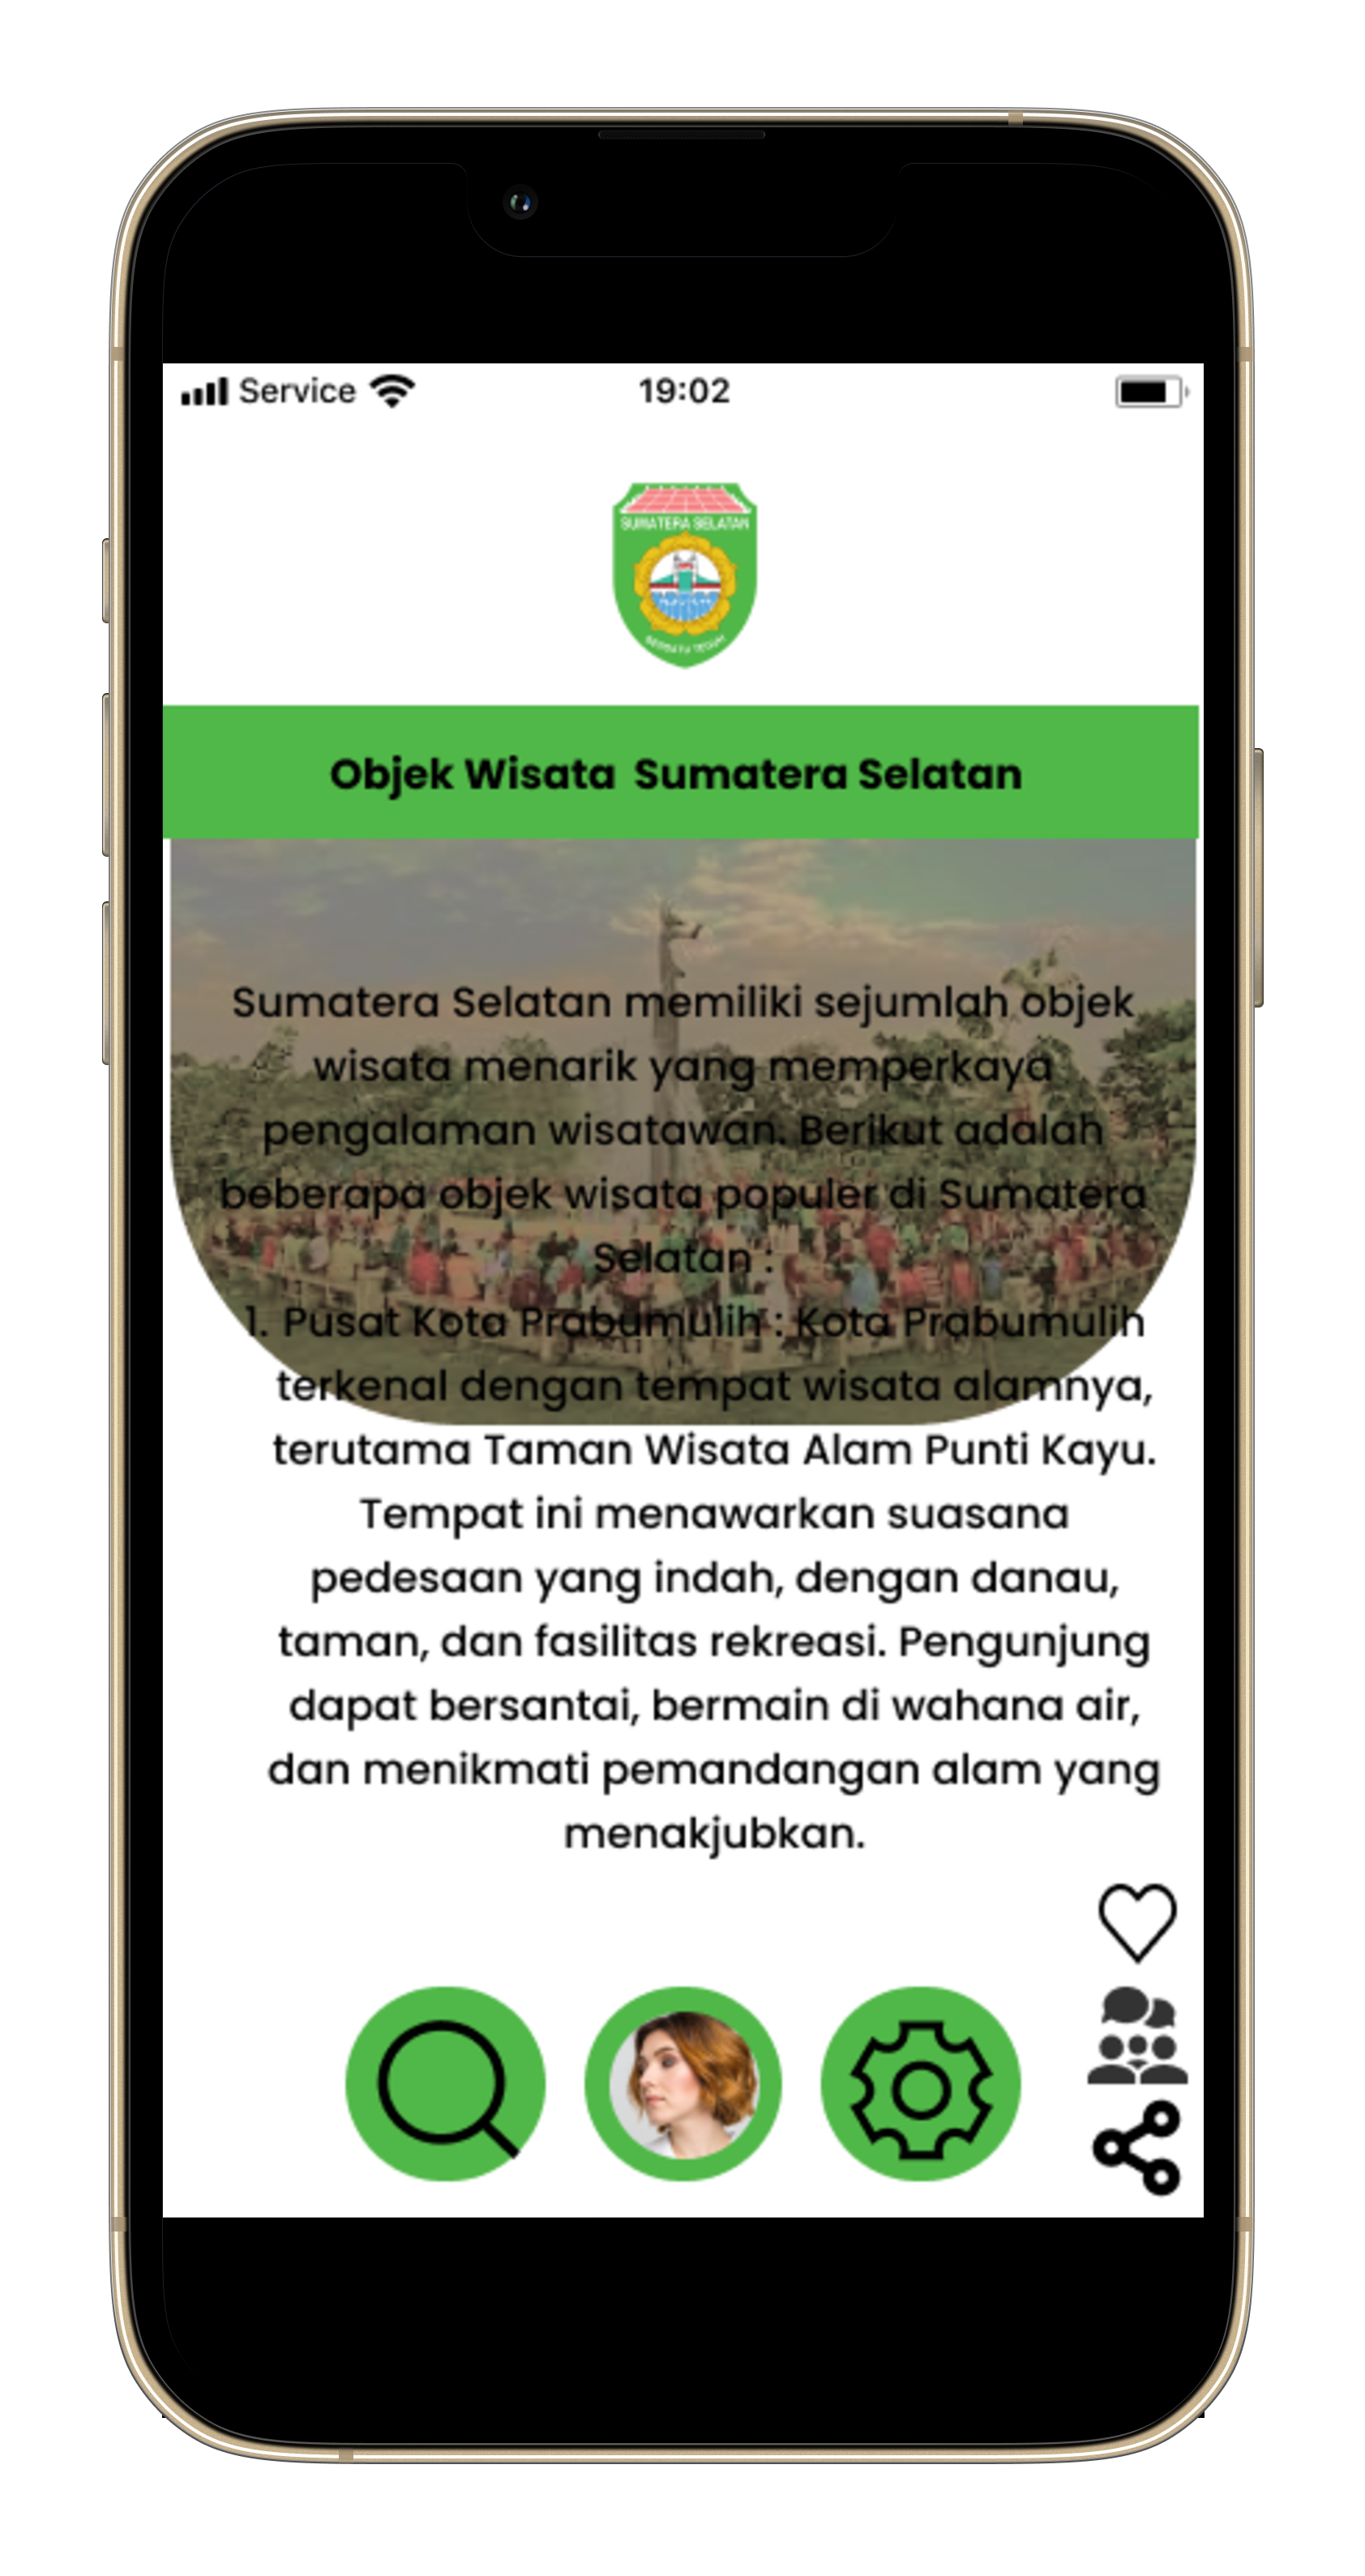 Service 19:02
SUMATERA SELATAN
Objek Wisata Sumatera Selatan
Sumatera Selatan memiliki sejumlah objek
wisata menarik yang memperkaya
pengalaman wisatawan. Berikut adalah
beberapa objek wisata populer di Sumatera
Selatan :
1. Pusat Kota Prabumulih : Kota Prabumulih
terkenal dengan tempat wisata alamnya,
terutama Taman Wisata Alam Punti Kayu.
Tempat ini menawarkan suasana
pedesaan yang indah, dengan danau,
taman, dan fasilitas rekreasi. Pengunjung
dapat bersantai, bermain di wahana air,
dan menikmati pemandangan alam yang
menakjubkan.